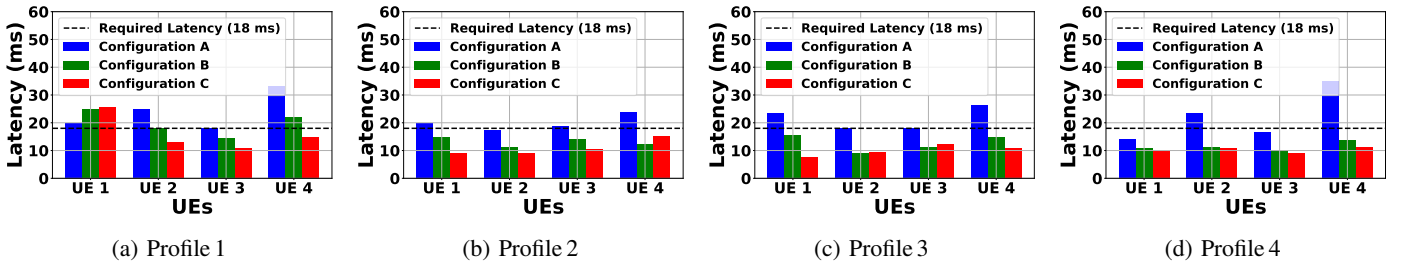 60
50
40
30
20
10
0
Latency (ms)
Required Latency (18 ms)
Configuration A
Configuration B
Configuration C
UE 1 UE 2 UE 3 UE 4
UEs
(a) Profile 1
60
50
40
30
20
10
0
Latency (ms)
Required Latency (18 ms)
Configuration A
Configuration B
Configuration C
UE 1 UE 2 UE 3 UE 4
UEs
(b) Profile 2
60
50
40
30
20
10
0
Latency (ms)
Required Latency (18 ms)
Configuration A
Configuration B
Configuration C
UE 1 UE 2 UE 3 UE 4
UEs
(c) Profile 3
60
50
40
30
20
10
0
Latency (ms)
Required Latency (18 ms)
Configuration A
Configuration B
Configuration C
UE 1 UE 2 UE 3 UE 4
UEs
(d) Profile 4